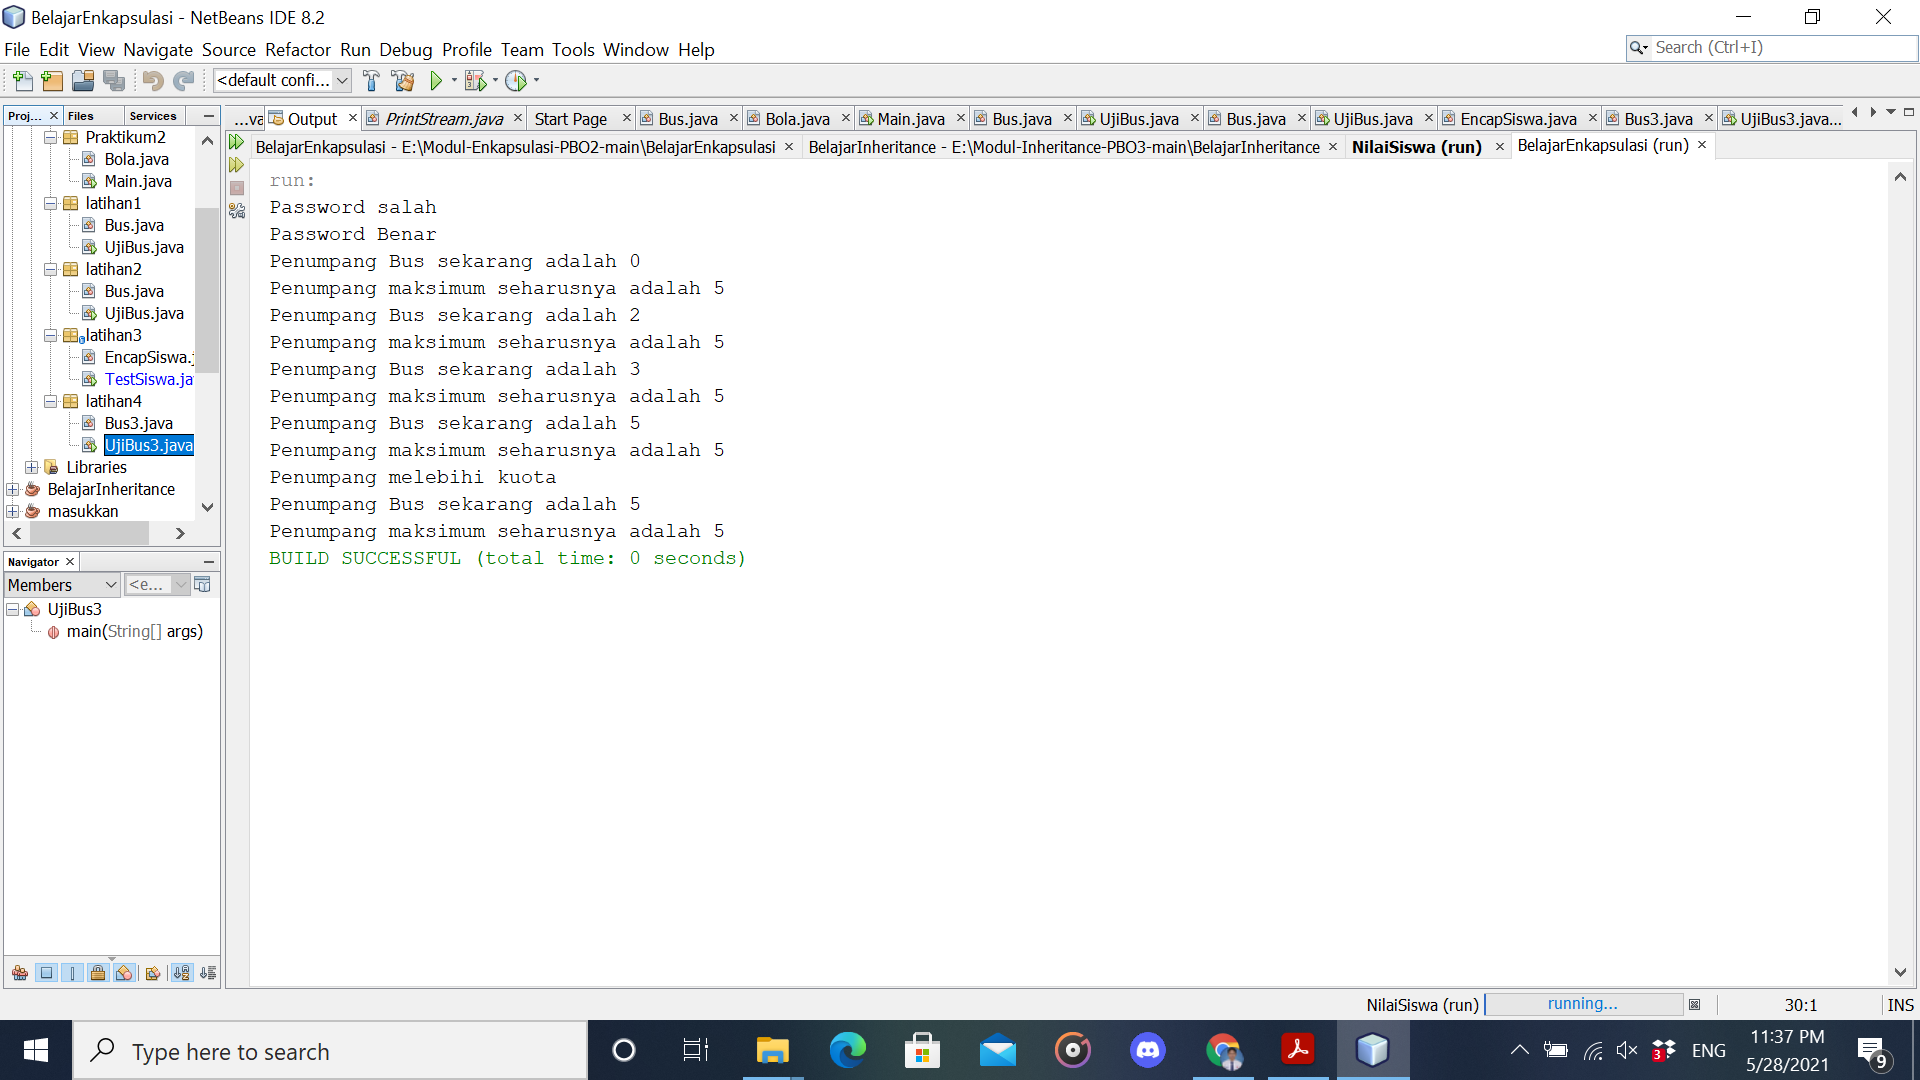 BelajarEnkapsulasi - NetBeans IDE 8.2
File Edit View Navigate Source Refactor Run Debug Profile Team Tools Window Help
Search (Ctrl+I)
<default confi...
Proj... Files Services
...va Output PrintStream.java Start Page Bus.java Bola.java Main.java Bus.java UjiBus.java Bus.java UjiBus.java EncapSiswa.java Bus3.java UjiBus3.java...
BelajarEnkapsulasi - E:\Modul-Enkapsulasi-PBO2-main\BelajarEnkapsulasi BelajarInheritance - E:\Modul-Inheritance-PBO3-main\BelajarInheritance NilaiSiswa (run) BelajarEnkapsulasi (run)
Praktikum2
Bola.java
Main.java
latihan1
Bus.java
UjiBus.java
latihan2
Bus.java
UjiBus.java
latihan3
EncapSiswa.j
TestSiswa.ja
latihan4
Bus3.java
UjiBus3.java
Libraries
BelajarInheritance
masukkan
run:
Password salah
Password Benar
Penumpang Bus sekarang adalah 0
Penumpang maksimum seharusnya adalah 5
Penumpang Bus sekarang adalah 2
Penumpang maksimum seharusnya adalah 5
Penumpang Bus sekarang adalah 3
Penumpang maksimum seharusnya adalah 5
Penumpang Bus sekarang adalah 5
Penumpang maksimum seharusnya adalah 5
Penumpang melebihi kuota
Penumpang Bus sekarang adalah 5
Penumpang maksimum seharusnya adalah 5
BUILD SUCCESSFUL (total time: 0 seconds)
Navigator
Members <e...
UjiBus3
main(String[] args)
NilaiSiswa (run) running... 30:1 INS
Type here to search
3
ENG
11:37 PM
5/28/2021
9